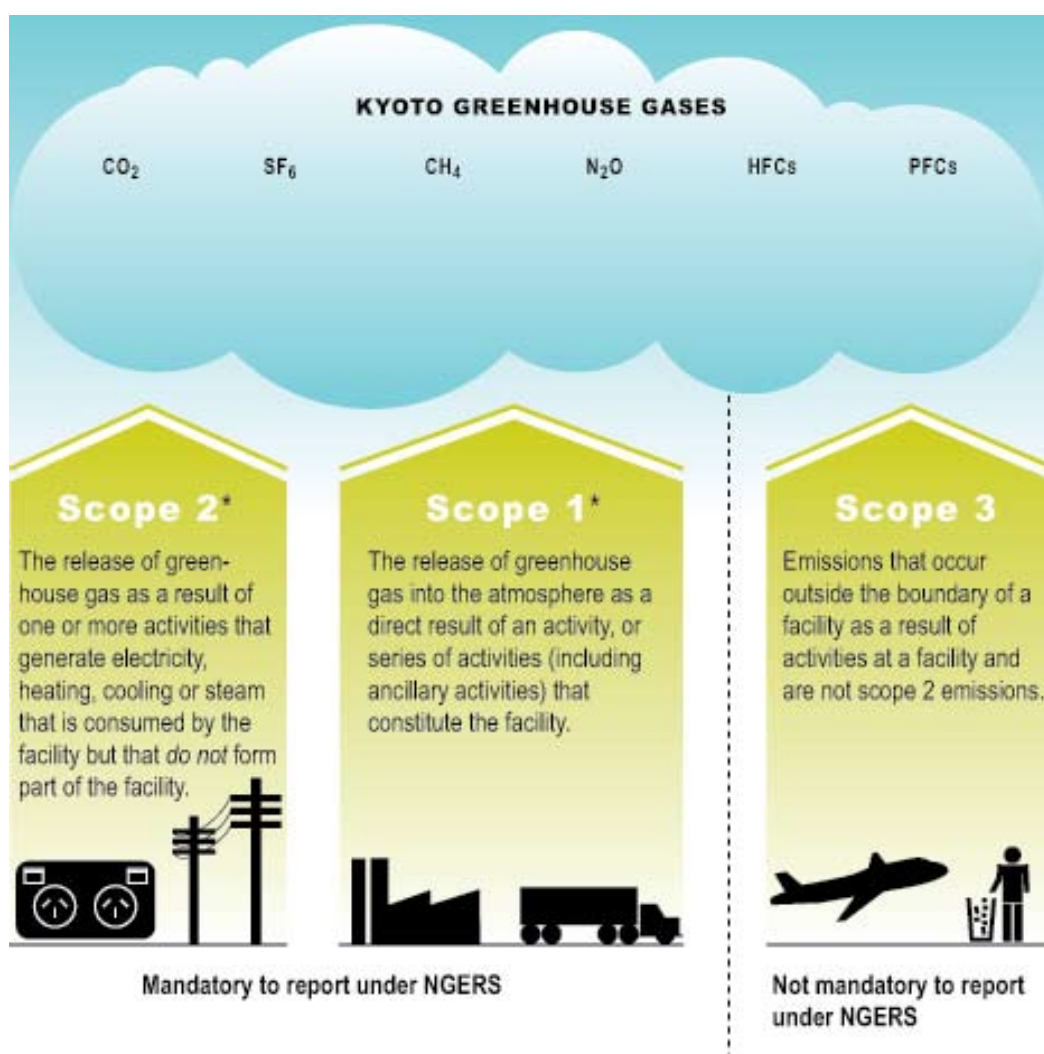 KYOTO GREENHOUSE GASES
CO₂ SF₆ CH₄ N₂O HFCs PFCs
Scope 2*
The release of green-
house gas as a result of
one or more activities that
generate electricity,
heating, cooling or steam
that is consumed by the
facility but that do not form
part of the facility.
Scope 1*
The release of greenhouse
gas into the atmosphere as a
direct result of an activity, or
series of activities (including
ancillary activities) that
constitute the facility.
Scope 3
Emissions that occur
outside the boundary of a
facility as a result of
activities at a facility and
are not scope 2 emissions.
Mandatory to report under NGERS
Not mandatory to report
under NGERS